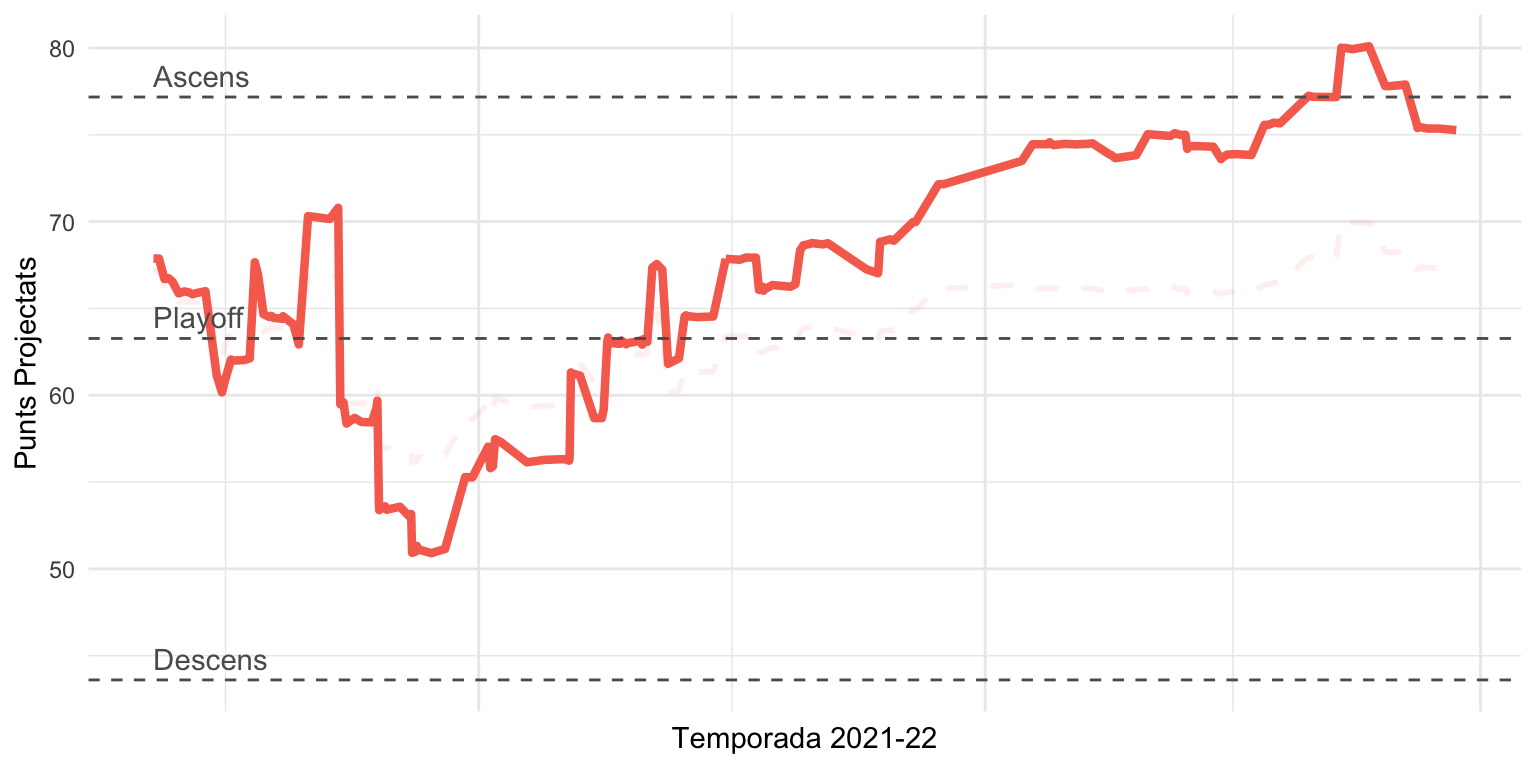 80
Ascens
70
Playoff
60
50
Descens
Punts Projectats
Temporada 2021-22